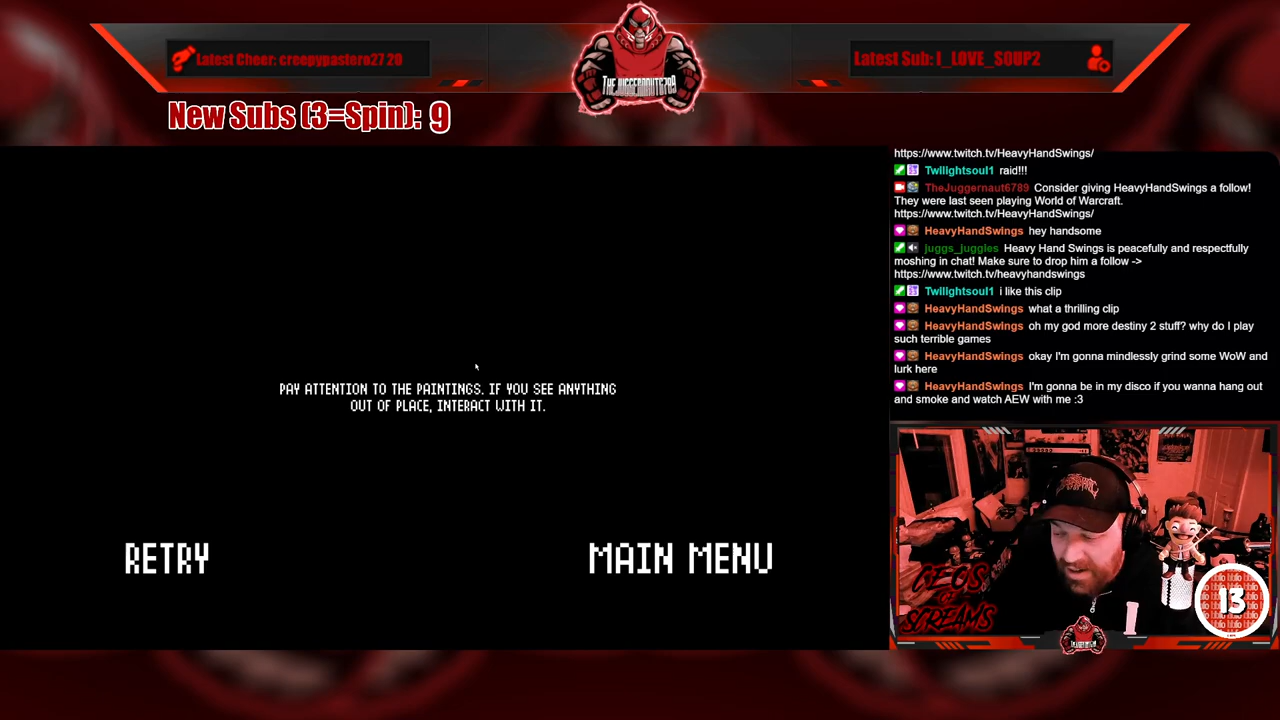 Latest Cheer: creepypastero27 20
THEJUGGERNAUT6789
Latest Sub: I_L0VE_SOUP2
New Subs (3=Spin): 9
https://www.twitch.tv/HeavyHandSwings/
Twilightsoul1 raid!!!
TheJuggernaut6789 Consider giving HeavyHandSwings a follow!
They were last seen playing World of Warcraft.
https://www.twitch.tv/HeavyHandSwings/
HeavyHandSwings hey handsome
juggs_juggles Heavy Hand Swings is peacefully and respectfully
moshing in chat! Make sure to drop him a follow ->
https://www.twitch.tv/heavyhandswings
Twilightsoul1 i like this clip
HeavyHandSwings what a thrilling clip
HeavyHandSwings oh my god more destiny 2 stuff? why do I play
such terrible games
HeavyHandSwings okay I'm gonna mindlessly grind some WoW and
lurk here
HeavyHandSwings I'm gonna be in my disco if you wanna hang out
and smoke and watch AEW with me :3
PAY ATTENTION TO THE PAINTINGS. IF YOU SEE ANYTHING
OUT OF PLACE, INTERACT WITH IT.
RETRY
MAIN MENU
SCREAMS
13